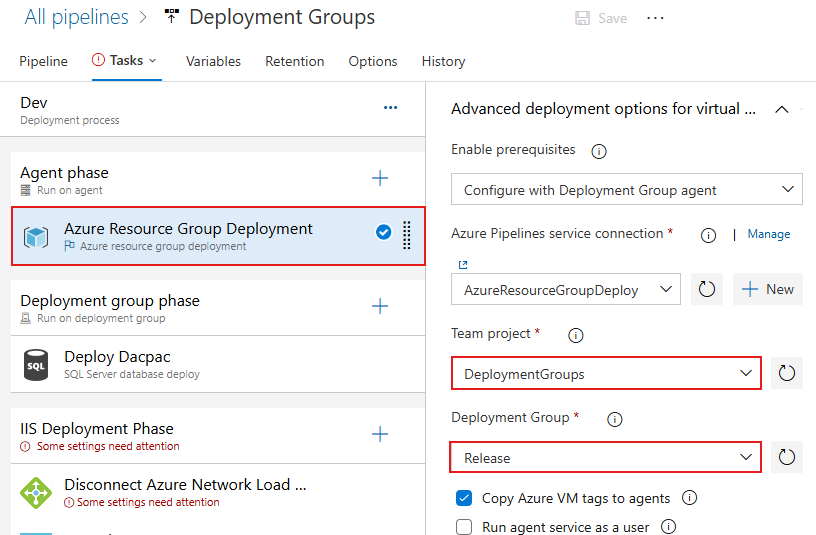 All pipelines > Deployment Groups
Save ...
Pipeline
Tasks
Variables
Retention
Options
History
Dev
Deployment process
Agent phase
Run on agent
Azure Resource Group Deployment
Azure resource group deployment
Deployment group phase
Run on deployment group
Deploy Dacpac
SQL
SQL Server database deploy
IIS Deployment Phase
Some settings need attention
Disconnect Azure Network Load ...
Some settings need attention
Advanced deployment options for virtual ...
Enable prerequisites
Configure with Deployment Group agent
Azure Pipelines service connection * | Manage
AzureResourceGroupDeploy
New
Team project *
DeploymentGroups
Deployment Group *
Release
Copy Azure VM tags to agents
Run agent service as a user